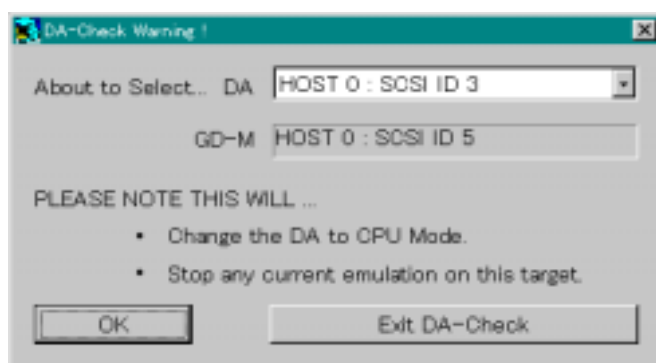 DA-Check Warning !
About to Select... DA HOST 0 : SCSI ID 3
GD-M HOST 0 : SCSI ID 5
PLEASE NOTE THIS WILL ...
• Change the DA to CPU Mode.
• Stop any current emulation on this target.
OK Exit DA-Check